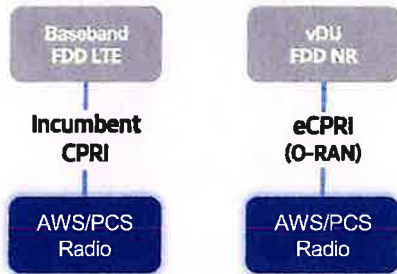 Baseband
FDD LTE
Incumbent
CPRI
AWS/PCS
Radio
vDU
FDD NR
eCPRI
(O-RAN)
AWS/PCS
Radio